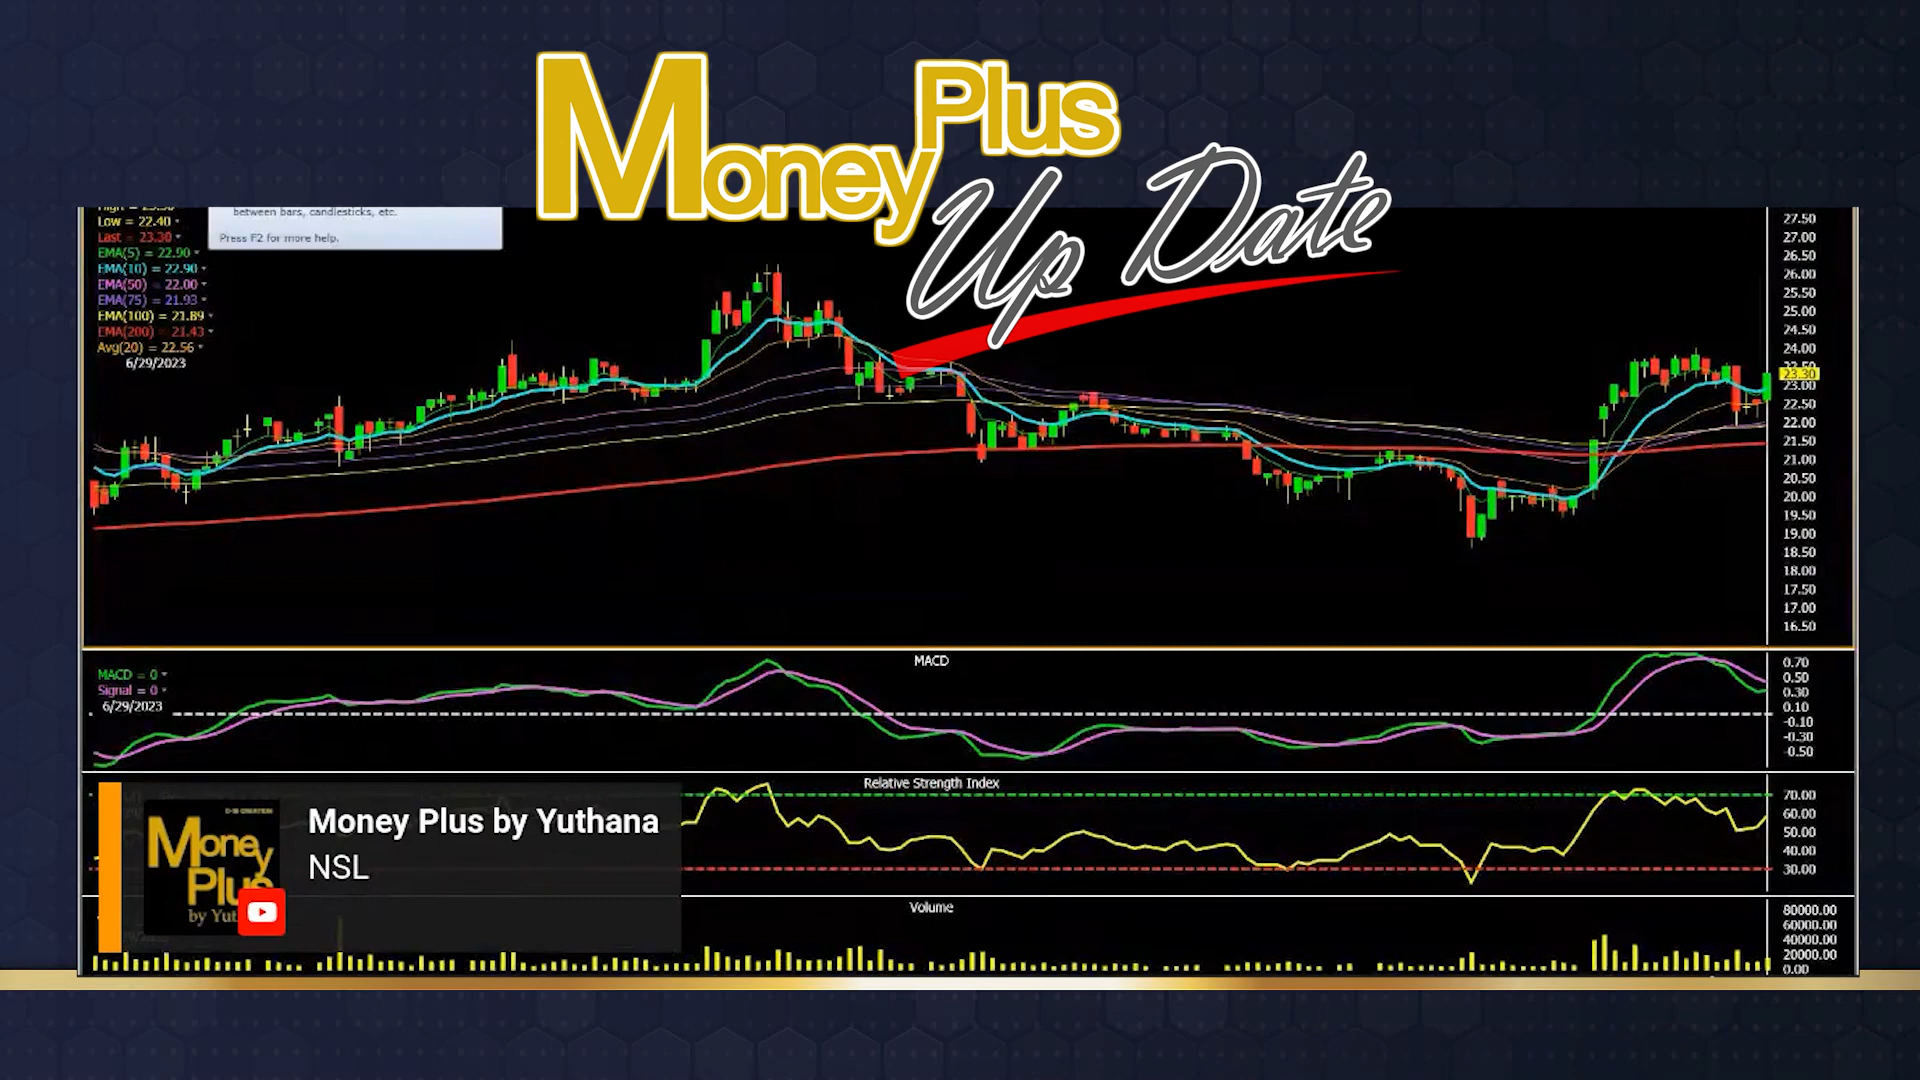 Money Plus
Up Date
between bars, candlesticks, etc.
Press F2 for more help.
Low = 22.40
Last = 23.30
EMA(5) = 22.90
EMA(10) = 22.90
EMA(50) = 22.00
EMA(75) = 21.93
EMA(100) = 21.89
EMA(200) = 21.43
Avg(20) = 22.56
6/29/2023
27.50
27.00
26.50
26.00
25.50
25.00
24.50
24.00
23.30
23.00
22.50
22.00
21.50
21.00
20.50
20.00
19.50
19.00
18.50
18.00
17.50
17.00
16.50
MACD
MACD = 0
Signal = 0
6/29/2023
0.70
0.50
0.30
0.10
-0.10
-0.30
-0.50
Relative Strength Index
70.00
60.00
50.00
40.00
30.00
Money Plus
by Yut
Money Plus by Yuthana
NSL
Volume
80000.00
60000.00
40000.00
20000.00
0.00